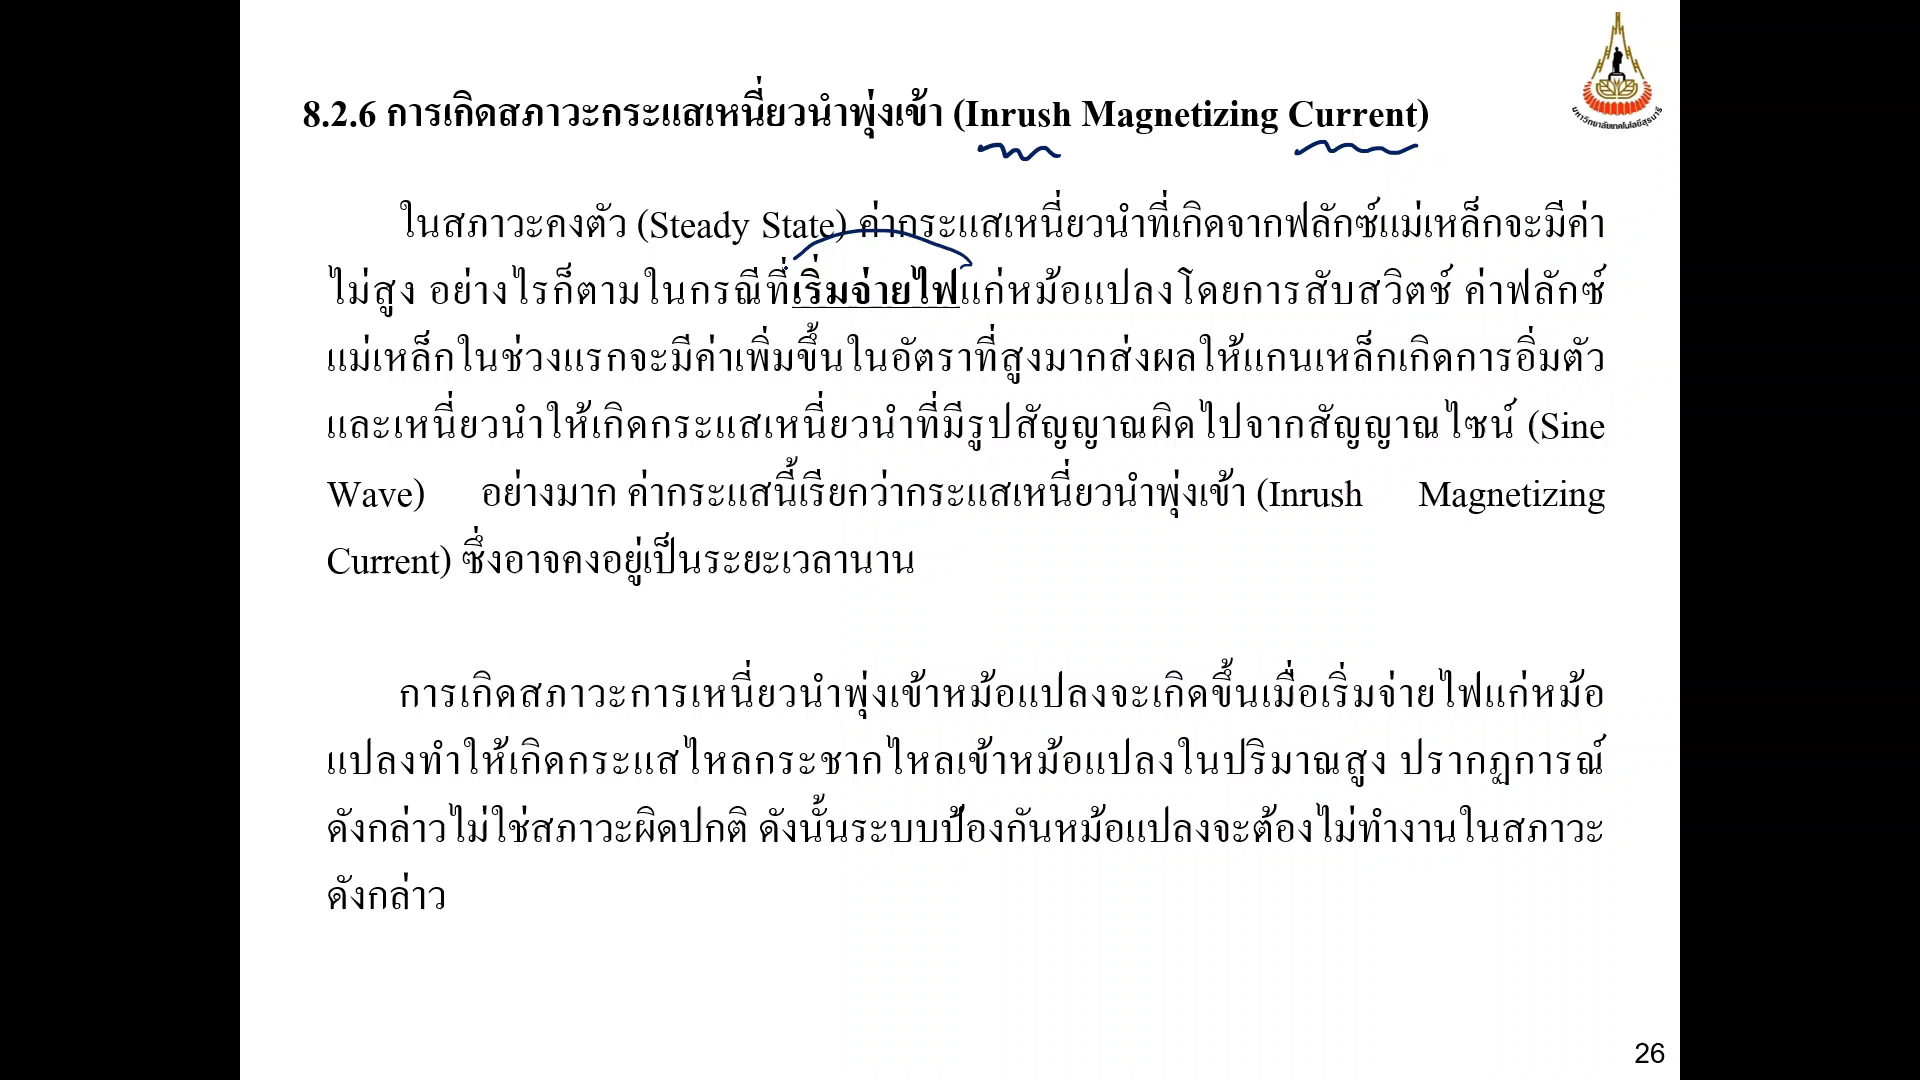 มหาวิทยาลัยเทคโนโลยีสุรนารี
8.2.6 การเกิดสภาวะกระแสเหนี่ยวนำพุ่งเข้า (Inrush Magnetizing Current)
ในสภาวะคงตัว (Steady State) ค่ากระแสเหนี่ยวนำที่เกิดจากฟลักซ์แม่เหล็กจะมีค่า
ไม่สูง อย่างไรก็ตามในกรณีที่เริ่มจ่ายไฟแก่หม้อแปลงโดยการสับสวิตช์ ค่าฟลักซ์
แม่เหล็กในช่วงแรกจะมีค่าเพิ่มขึ้นในอัตราที่สูงมากส่งผลให้แกนเหล็กเกิดการอิ่มตัว
และเหนี่ยวนำให้เกิดกระแสเหนี่ยวนำที่มีรูปสัญญาณผิดไปจากสัญญาณไซน์ (Sine
Wave) อย่างมาก ค่ากระแสนี้เรียกว่ากระแสเหนี่ยวนำพุ่งเข้า (Inrush Magnetizing
Current) ซึ่งอาจคงอยู่เป็นระยะเวลานาน
การเกิดสภาวะการเหนี่ยวนำพุ่งเข้าหม้อแปลงจะเกิดขึ้นเมื่อเริ่มจ่ายไฟแก่หม้อ
แปลงทำให้เกิดกระแสไหลกระชากไหลเข้าหม้อแปลงในปริมาณสูง ปรากฏการณ์
ดังกล่าวไม่ใช่สภาวะผิดปกติ ดังนั้นระบบป้องกันหม้อแปลงจะต้องไม่ทำงานในสภาวะ
ดังกล่าว
26